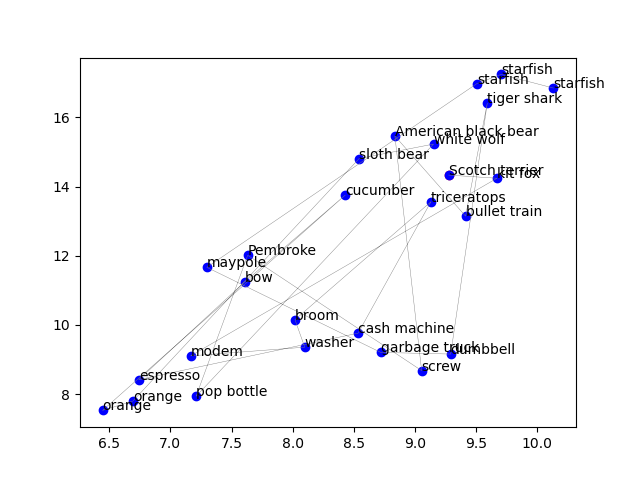 starfish
starfish
starfish
tiger shark
16
American black bear
white wolf
sloth bear
Scotch terrier
kit fox
14
cucumber
triceratops
bullet train
12
Pembroke
maypole
bow
10
broom
cash machine
washer
garbage truck
dumbbell
modem
screw
espresso
8
pop bottle
orange
orange
6.5 7.0 7.5 8.0 8.5 9.0 9.5 10.0